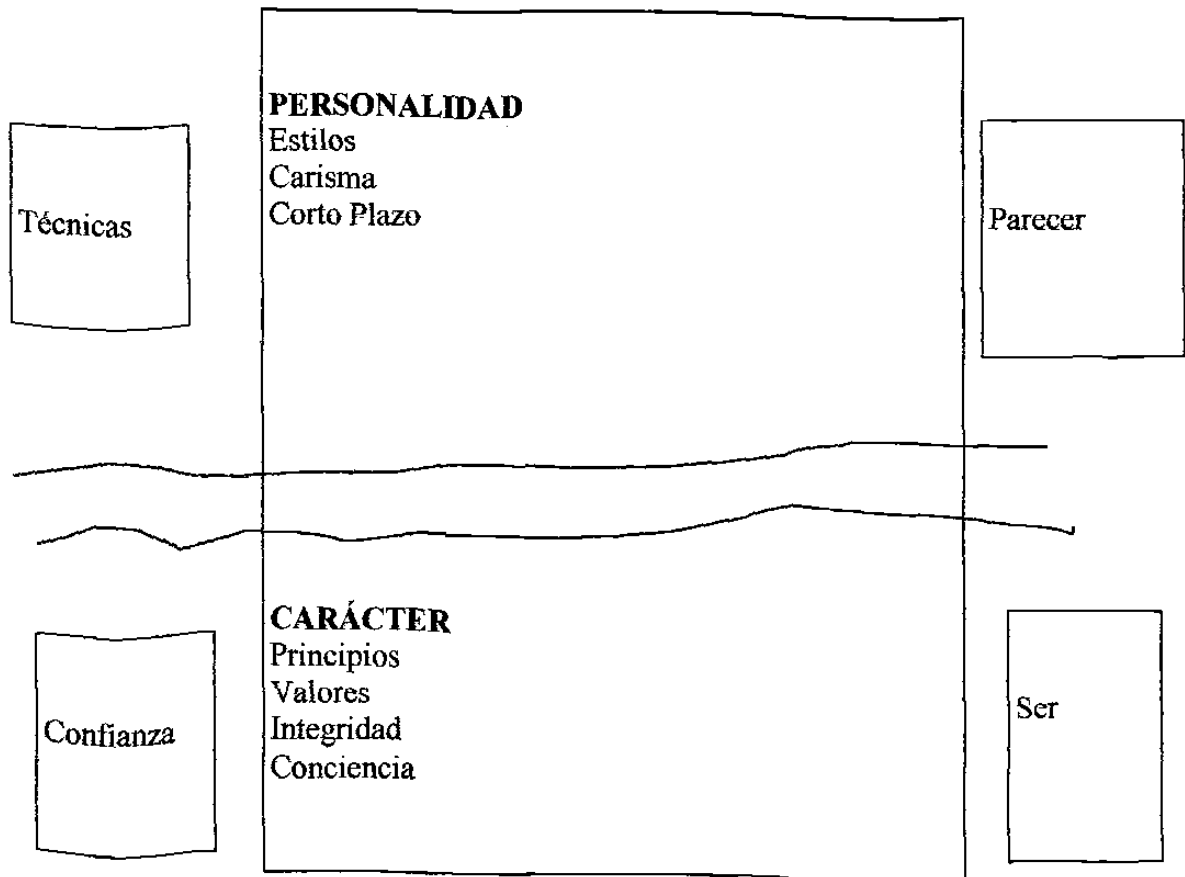 PERSONALIDAD
Estilos
Carisma
Corto Plazo
Técnicas
Parecer
CARÁCTER
Principios
Valores
Integridad
Conciencia
Confianza
Ser